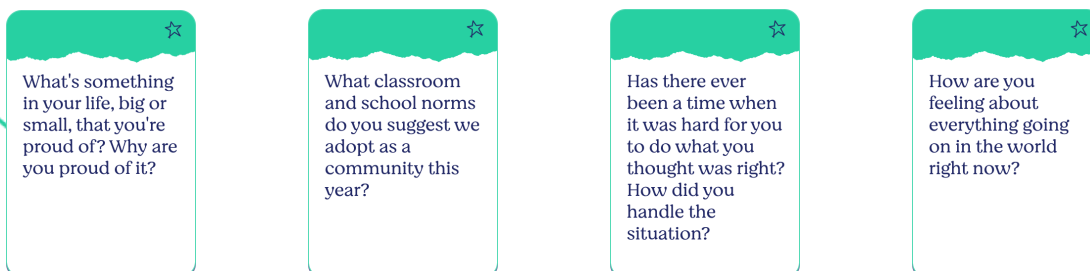 What's something
in your life, big or
small, that you're
proud of? Why are
you proud of it?
What classroom
and school norms
do you suggest we
adopt as a
community this
year?
Has there ever
been a time when
it was hard for you
to do what you
thought was right?
How did you
handle the
situation?
How are you
feeling about
everything going
on in the world
right now?